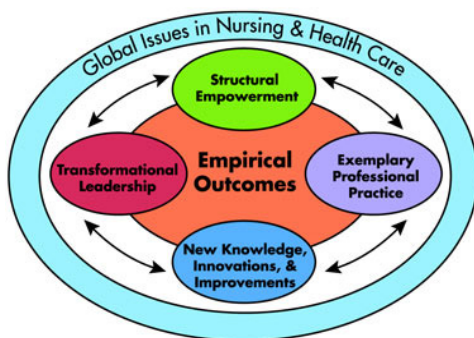 Global Issues in Nursing & Health Care
Structural
Empowerment
Transformational
Leadership
Empirical
Outcomes
Exemplary
Professional
Practice
New Knowledge,
Innovations, &
Improvements